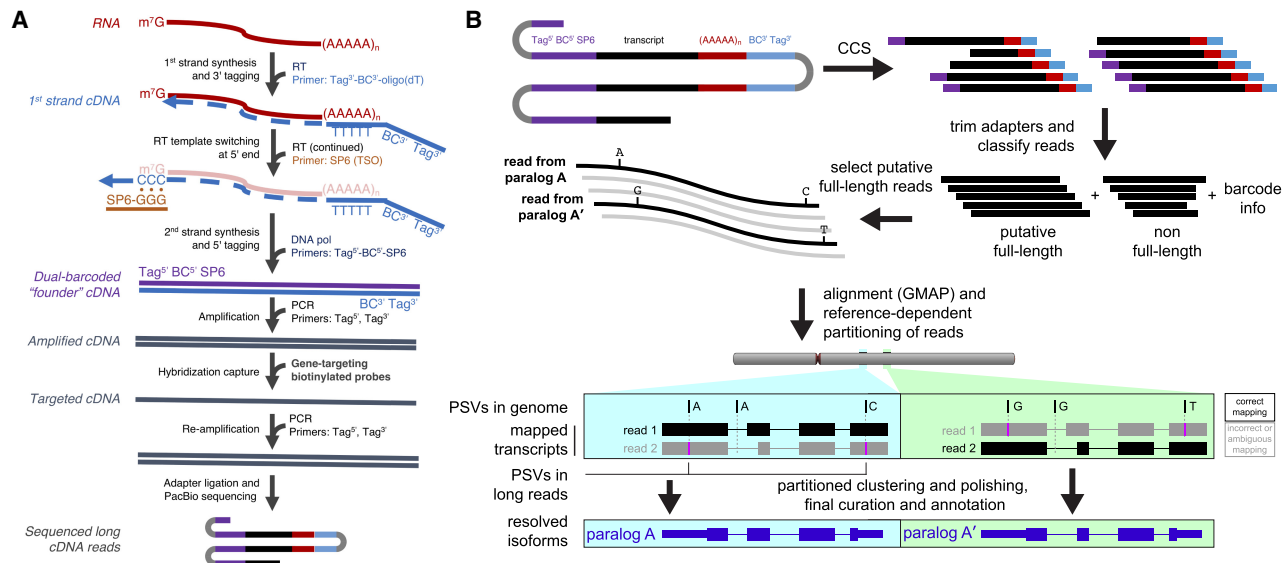 A
RNA
m⁷G
(AAAAA)n
1st strand synthesis
and 3' tagging
RT
Primer: Tag³'-BC³'-oligo(dT)
1st strand cDNA
m⁷G
(AAAAA)n
TTTTT
BC³' Tag³'
RT template switching
at 5' end
RT (continued)
Primer: SP6 (TSO)
m⁷G
CCC
SP6-GGG
(AAAAA)n
TTTTT
BC³' Tag³'
2nd strand synthesis
and 5' tagging
DNA pol
Primers: Tag⁵'-BC⁵'-SP6
Dual-barcoded
“founder” cDNA
Tag⁵' BC⁵' SP6
BC³' Tag³'
Amplification
PCR
Primers: Tag⁵', Tag³'
Amplified cDNA
Hybridization capture
Gene-targeting
biotinylated probes
Targeted cDNA
Re-amplification
PCR
Primers: Tag⁵', Tag³'
Adapter ligation and
PacBio sequencing
Sequenced long
cDNA reads
B
Tag⁵' BC⁵' SP6
transcript
(AAAAA)n
BC³' Tag³'
CCS
trim adapters and
classify reads
putative
full-length
+
non
full-length
+
barcode
info
select putative
full-length reads
read from
paralog A
read from
paralog A′
A
G
C
T
alignment (GMAP) and
reference-dependent
partitioning of reads
PSVs in genome
A
A
C
G
G
T
mapped
transcripts
read 1
read 2
read 1
read 2
correct
mapping
incorrect or
ambiguous
mapping
PSVs in
long reads
partitioned clustering and polishing,
final curation and annotation
resolved
isoforms
paralog A
paralog A′